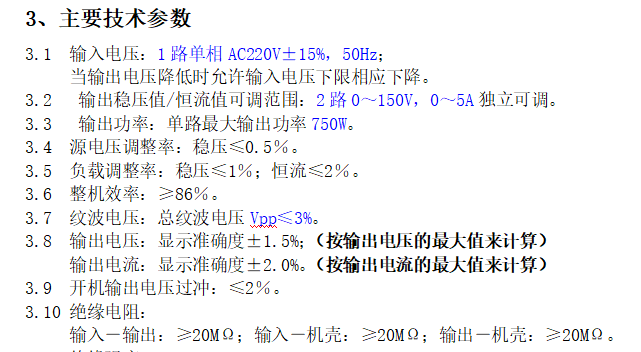 3、主要技术参数
3.1 输入电压：1 路单相 AC220V±15%，50Hz；
当输出电压降低时允许输入电压下限相应下降。
3.2 输出稳压值/恒流值可调范围：2 路 0～150V，0～5A 独立可调。
3.3 输出功率：单路最大输出功率 750W。
3.4 源电压调整率：稳压≤0.5％。
3.5 负载调整率：稳压≤1％；恒流≤2％。
3.6 整机效率：≥86％。
3.7 纹波电压：总纹波电压 Vpp≤3%。
3.8 输出电压：显示准确度±1.5%；（按输出电压的最大值来计算）
输出电流：显示准确度±2.0%。（按输出电流的最大值来计算）
3.9 开机输出电压过冲：≤2％。
3.10 绝缘电阻：
输入－输出：≥20MΩ；输入－机壳：≥20MΩ；输出－机壳：≥20MΩ。